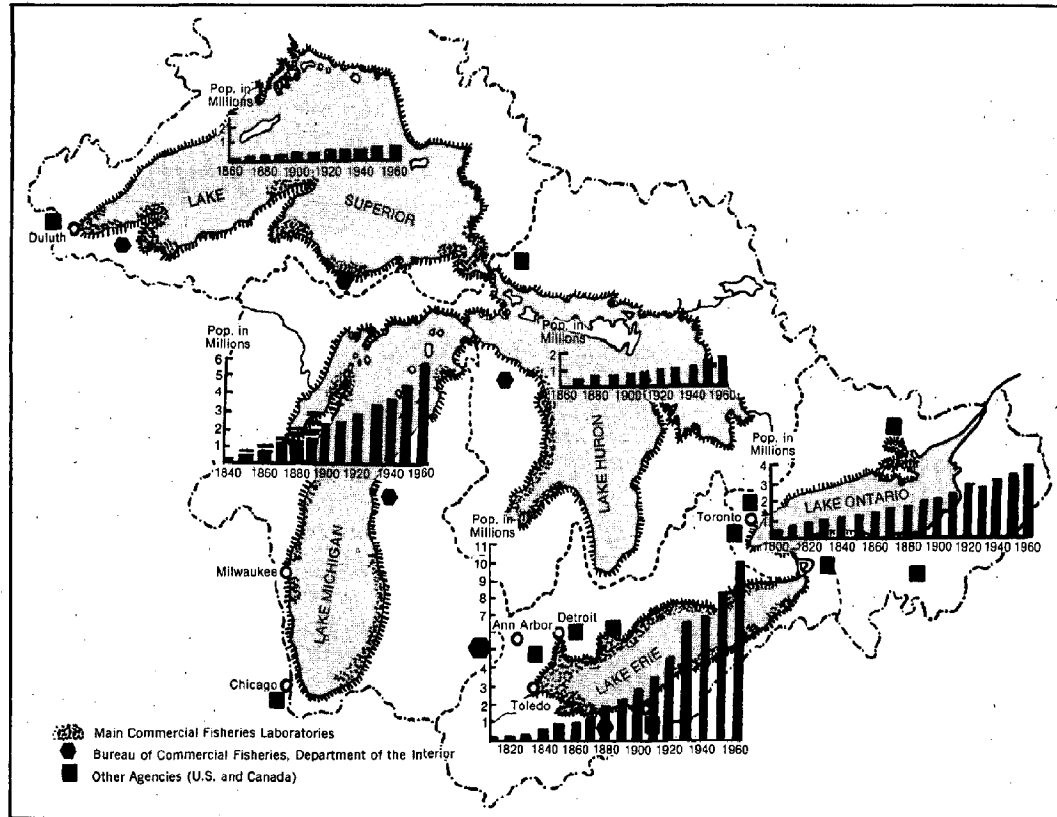 Pop. in
Millions
2
1
1860 1880 1900 1920 1940 1960
LAKE
SUPERIOR
Duluth
Pop. in
Millions
6
5
4
3
2
1
1840 1860 1880 1900 1920 1940 1960
Pop. in
Millions
2
1
1860 1880 1900 1920 1940 1960
LAKE HURON
Pop. in
Millions
4
3
2
1
1800 1820 1840 1860 1880 1900 1920 1940 1960
LAKE ONTARIO
Toronto
Pop. in
Millions
11
10
9
8
7
6
5
4
3
2
1
1820 1840 1860 1880 1900 1920 1940 1960
Milwaukee
LAKE MICHIGAN
Chicago
Ann Arbor
Detroit
Toledo
LAKE ERIE
Main Commercial Fisheries Laboratories
Bureau of Commercial Fisheries, Department of the Interior
Other Agencies (U.S. and Canada)